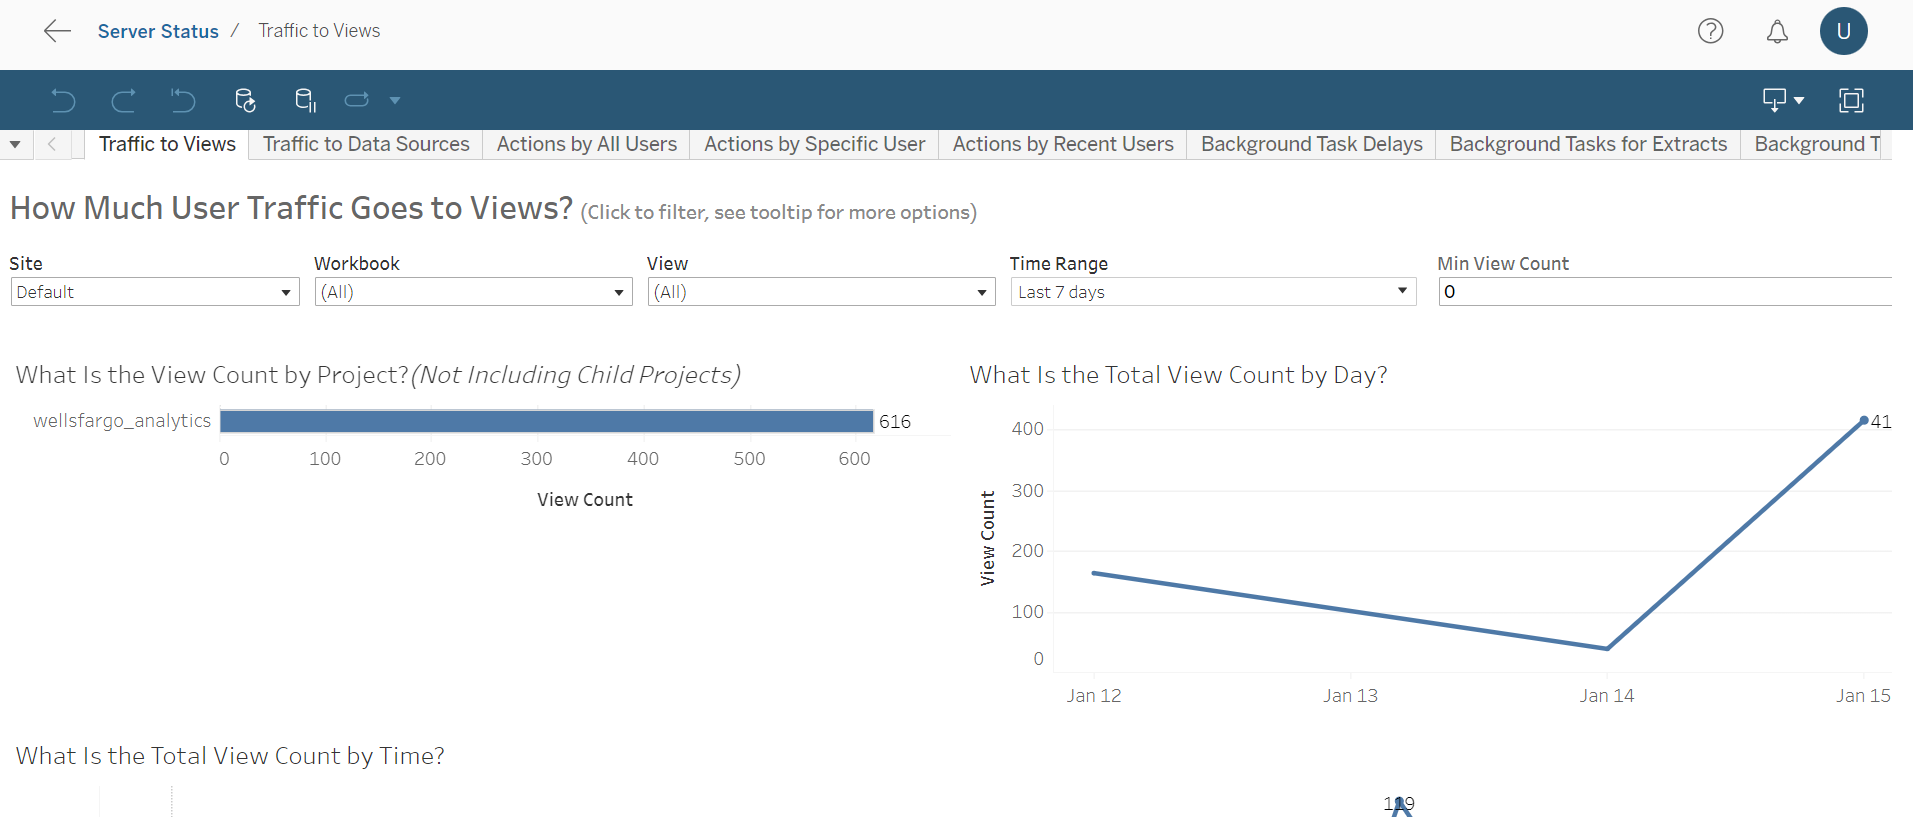 Server Status / Traffic to Views
U
Traffic to Views Traffic to Data Sources Actions by All Users Actions by Specific User Actions by Recent Users Background Task Delays Background Tasks for Extracts Background T
How Much User Traffic Goes to Views? (Click to filter, see tooltip for more options)
Site Workbook View Time Range Min View Count
Default (All) (All) Last 7 days 0
What Is the View Count by Project?(Not Including Child Projects)
wellsfargo_analytics 616
0 100 200 300 400 500 600
View Count
What Is the Total View Count by Day?
41
400
300
200
100
0
View Count
Jan 12 Jan 13 Jan 14 Jan 15
What Is the Total View Count by Time?